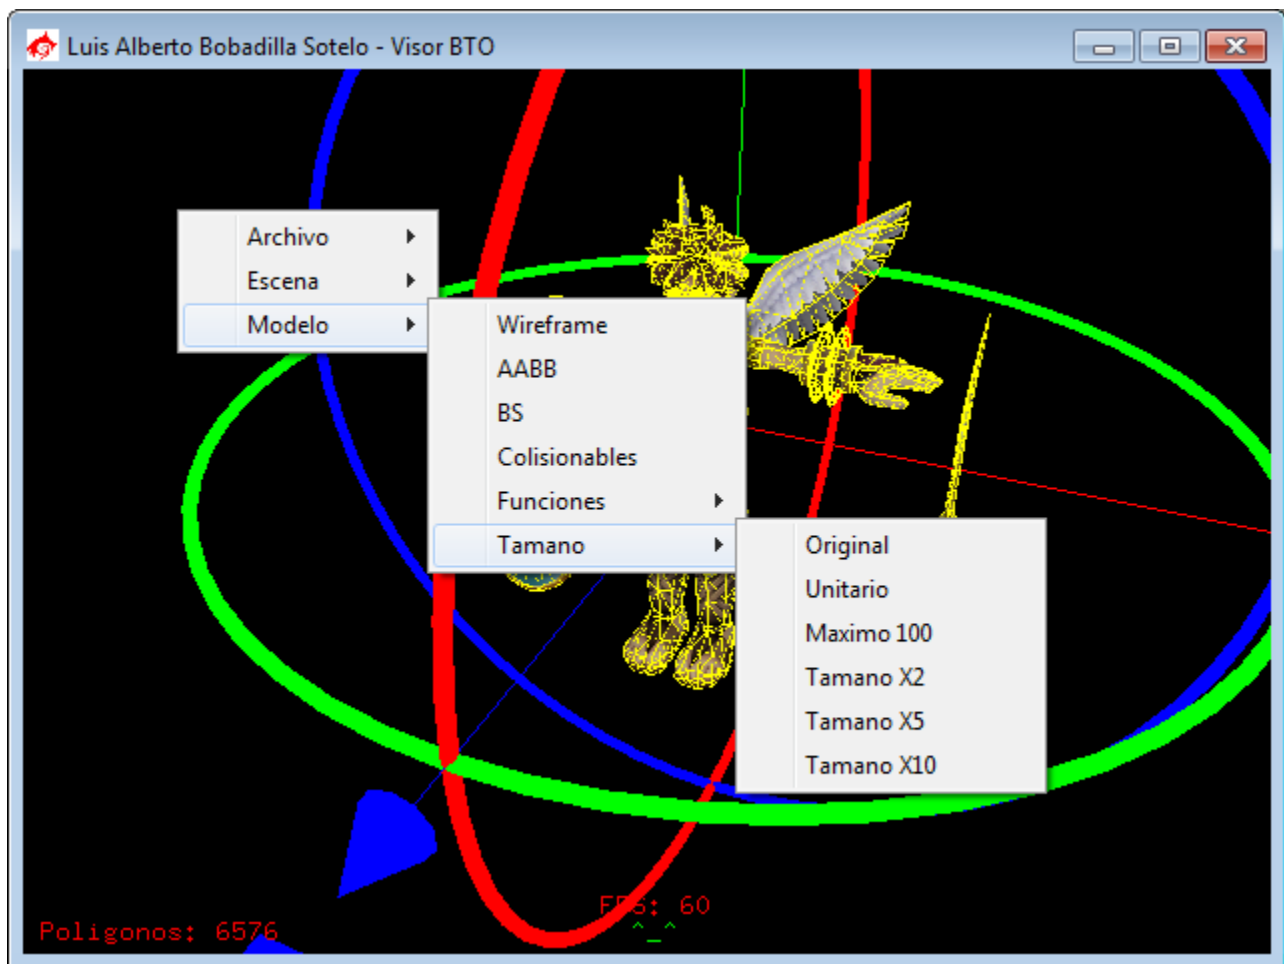 Luis Alberto Bobadilla Sotelo - Visor BTO
Archivo
Escena
Modelo
Wireframe
AABB
BS
Colisionables
Funciones
Tamano
Original
Unitario
Maximo 100
Tamano X2
Tamano X5
Tamano X10
FPS: 60
^_^
Poligonos: 6576